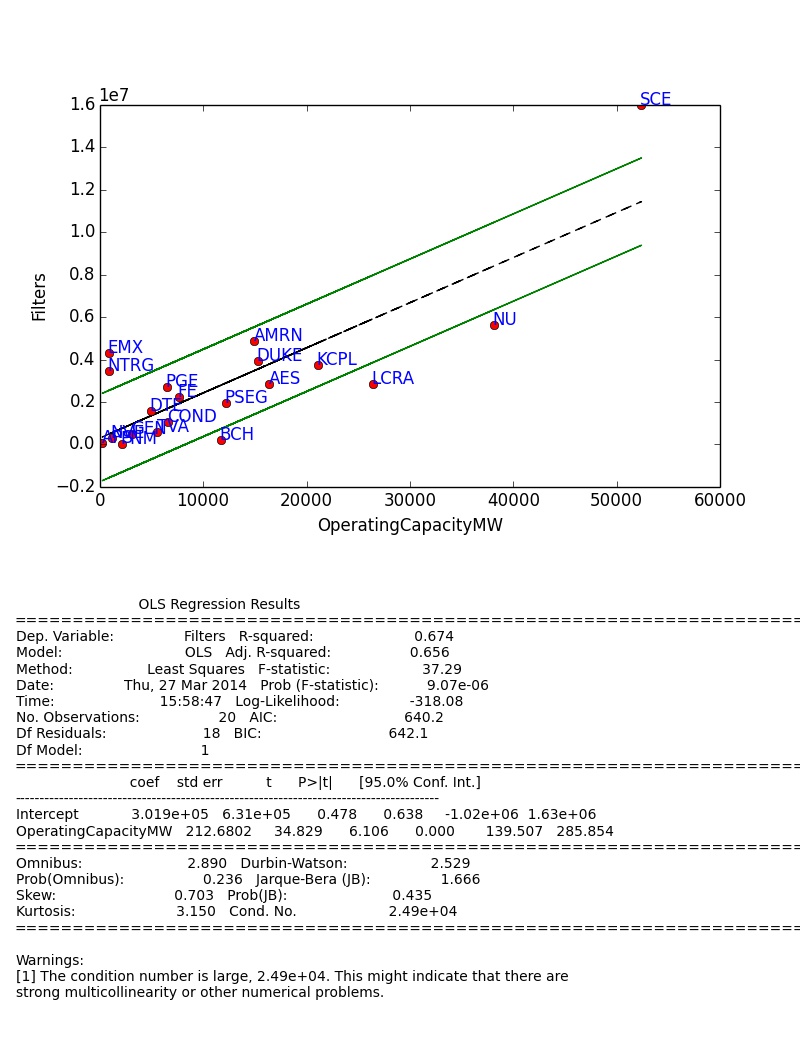 1e7
1.6
1.4
1.2
1.0
0.8
0.6
0.4
0.2
0.0
−0.2
Filters
SCE
NU
AMRN
EMX
DUKE
KCPL
NTRG
LCRA
AES
PGE
FE
PSEG
DTE
COND
TVA
BCH
PNM
0 10000 20000 30000 40000 50000 60000
OperatingCapacityMW
OLS Regression Results
==============================================================================
Dep. Variable: Filters R-squared: 0.674
Model: OLS Adj. R-squared: 0.656
Method: Least Squares F-statistic: 37.29
Date: Thu, 27 Mar 2014 Prob (F-statistic): 9.07e-06
Time: 15:58:47 Log-Likelihood: -318.08
No. Observations: 20 AIC: 640.2
Df Residuals: 18 BIC: 642.1
Df Model: 1
==============================================================================
coef std err t P>|t| [95.0% Conf. Int.]
------------------------------------------------------------------------------
Intercept 3.019e+05 6.31e+05 0.478 0.638 -1.02e+06 1.63e+06
OperatingCapacityMW 212.6802 34.829 6.106 0.000 139.507 285.854
==============================================================================
Omnibus: 2.890 Durbin-Watson: 2.529
Prob(Omnibus): 0.236 Jarque-Bera (JB): 1.666
Skew: 0.703 Prob(JB): 0.435
Kurtosis: 3.150 Cond. No. 2.49e+04
==============================================================================
Warnings:
[1] The condition number is large, 2.49e+04. This might indicate that there are
strong multicollinearity or other numerical problems.